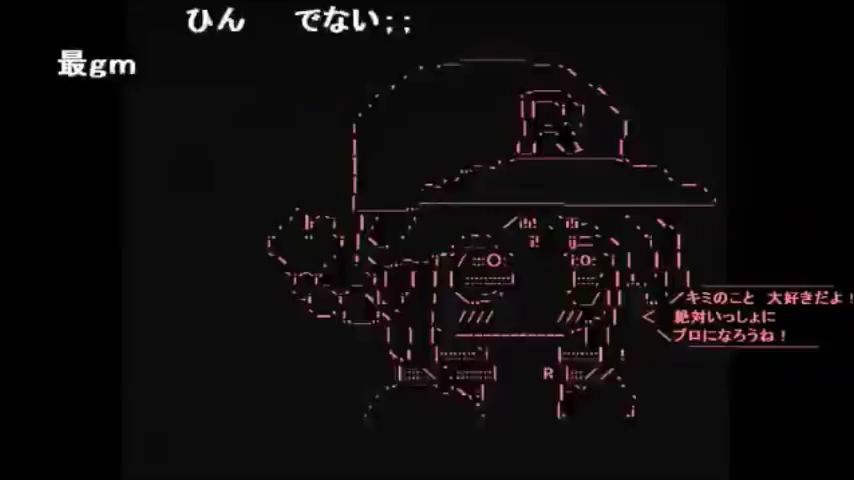 ひん　　でない;;
最gm
R
キミのこと 大好きだよ!
絶対いっしょに
プロになろうね!
R